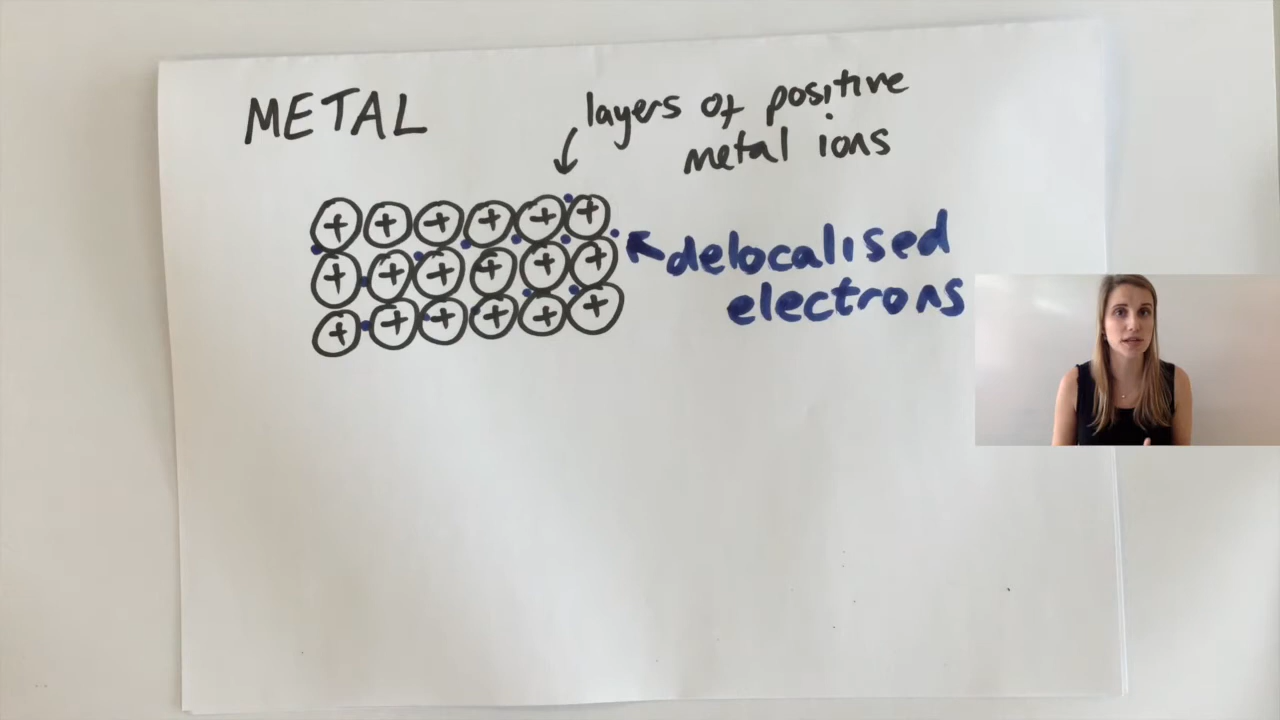 METAL
layers of positive
metal ions
+ + + + + +
+ + + + + +
+ + + + + +
delocalised
electrons